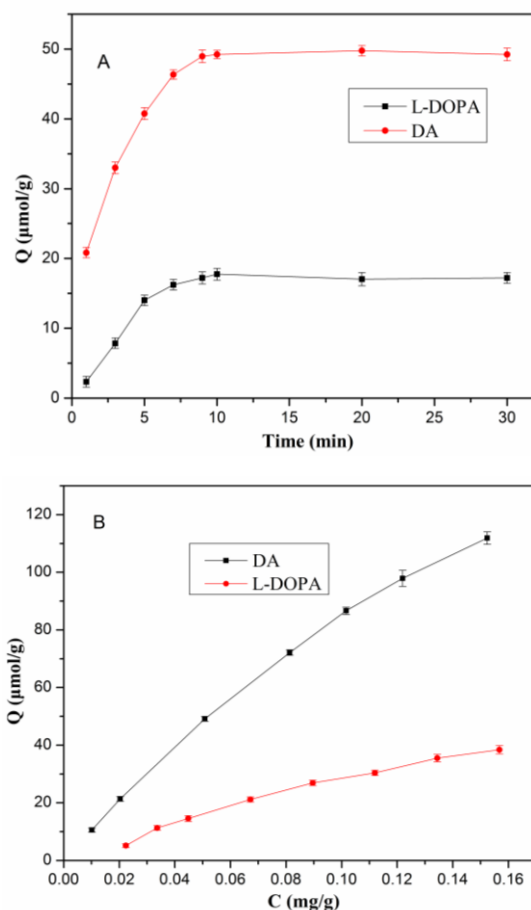 A
50
40
30
20
10
0
Q (μmol/g)
L-DOPA
DA
0 5 10 15 20 25 30
Time (min)
B
120
100
80
60
40
20
0
Q (μmol/g)
DA
L-DOPA
0.00 0.02 0.04 0.06 0.08 0.10 0.12 0.14 0.16
C (mg/g)